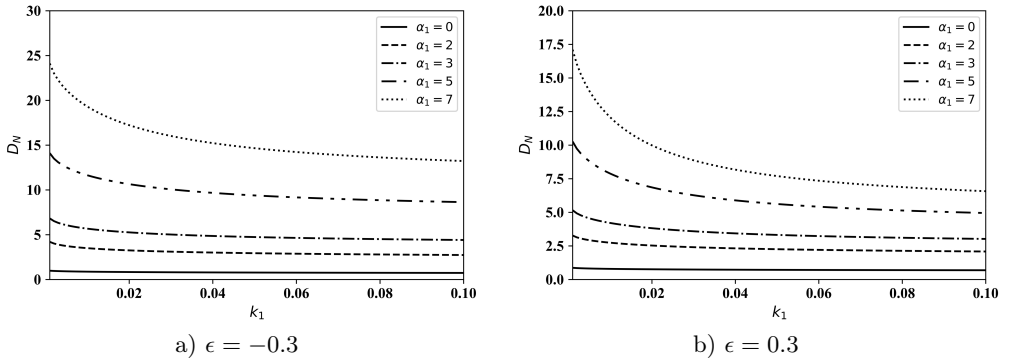 30
25
20
15
10
5
0
D_N
0.02 0.04 0.06 0.08 0.10
k_1
α_1 = 0
α_1 = 2
α_1 = 3
α_1 = 5
α_1 = 7
a) ϵ = −0.3
20.0
17.5
15.0
12.5
10.0
7.5
5.0
2.5
0.0
D_N
0.02 0.04 0.06 0.08 0.10
k_1
α_1 = 0
α_1 = 2
α_1 = 3
α_1 = 5
α_1 = 7
b) ϵ = 0.3